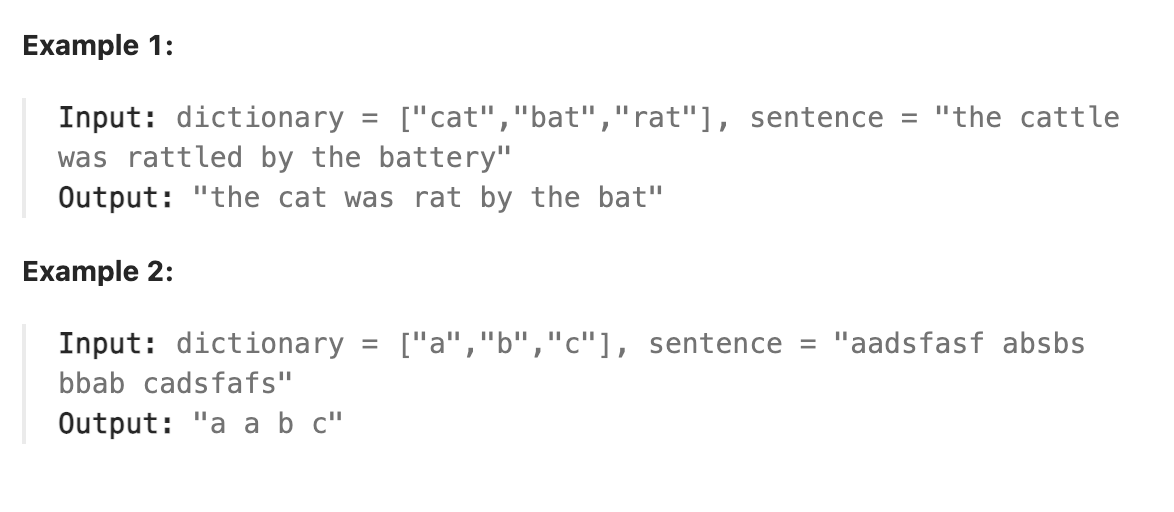 Example 1:
Input: dictionary = ["cat","bat","rat"], sentence = "the cattle
was rattled by the battery"
Output: "the cat was rat by the bat"
Example 2:
Input: dictionary = ["a","b","c"], sentence = "aadsfasf absbs
bbab cadsfafs"
Output: "a a b c"